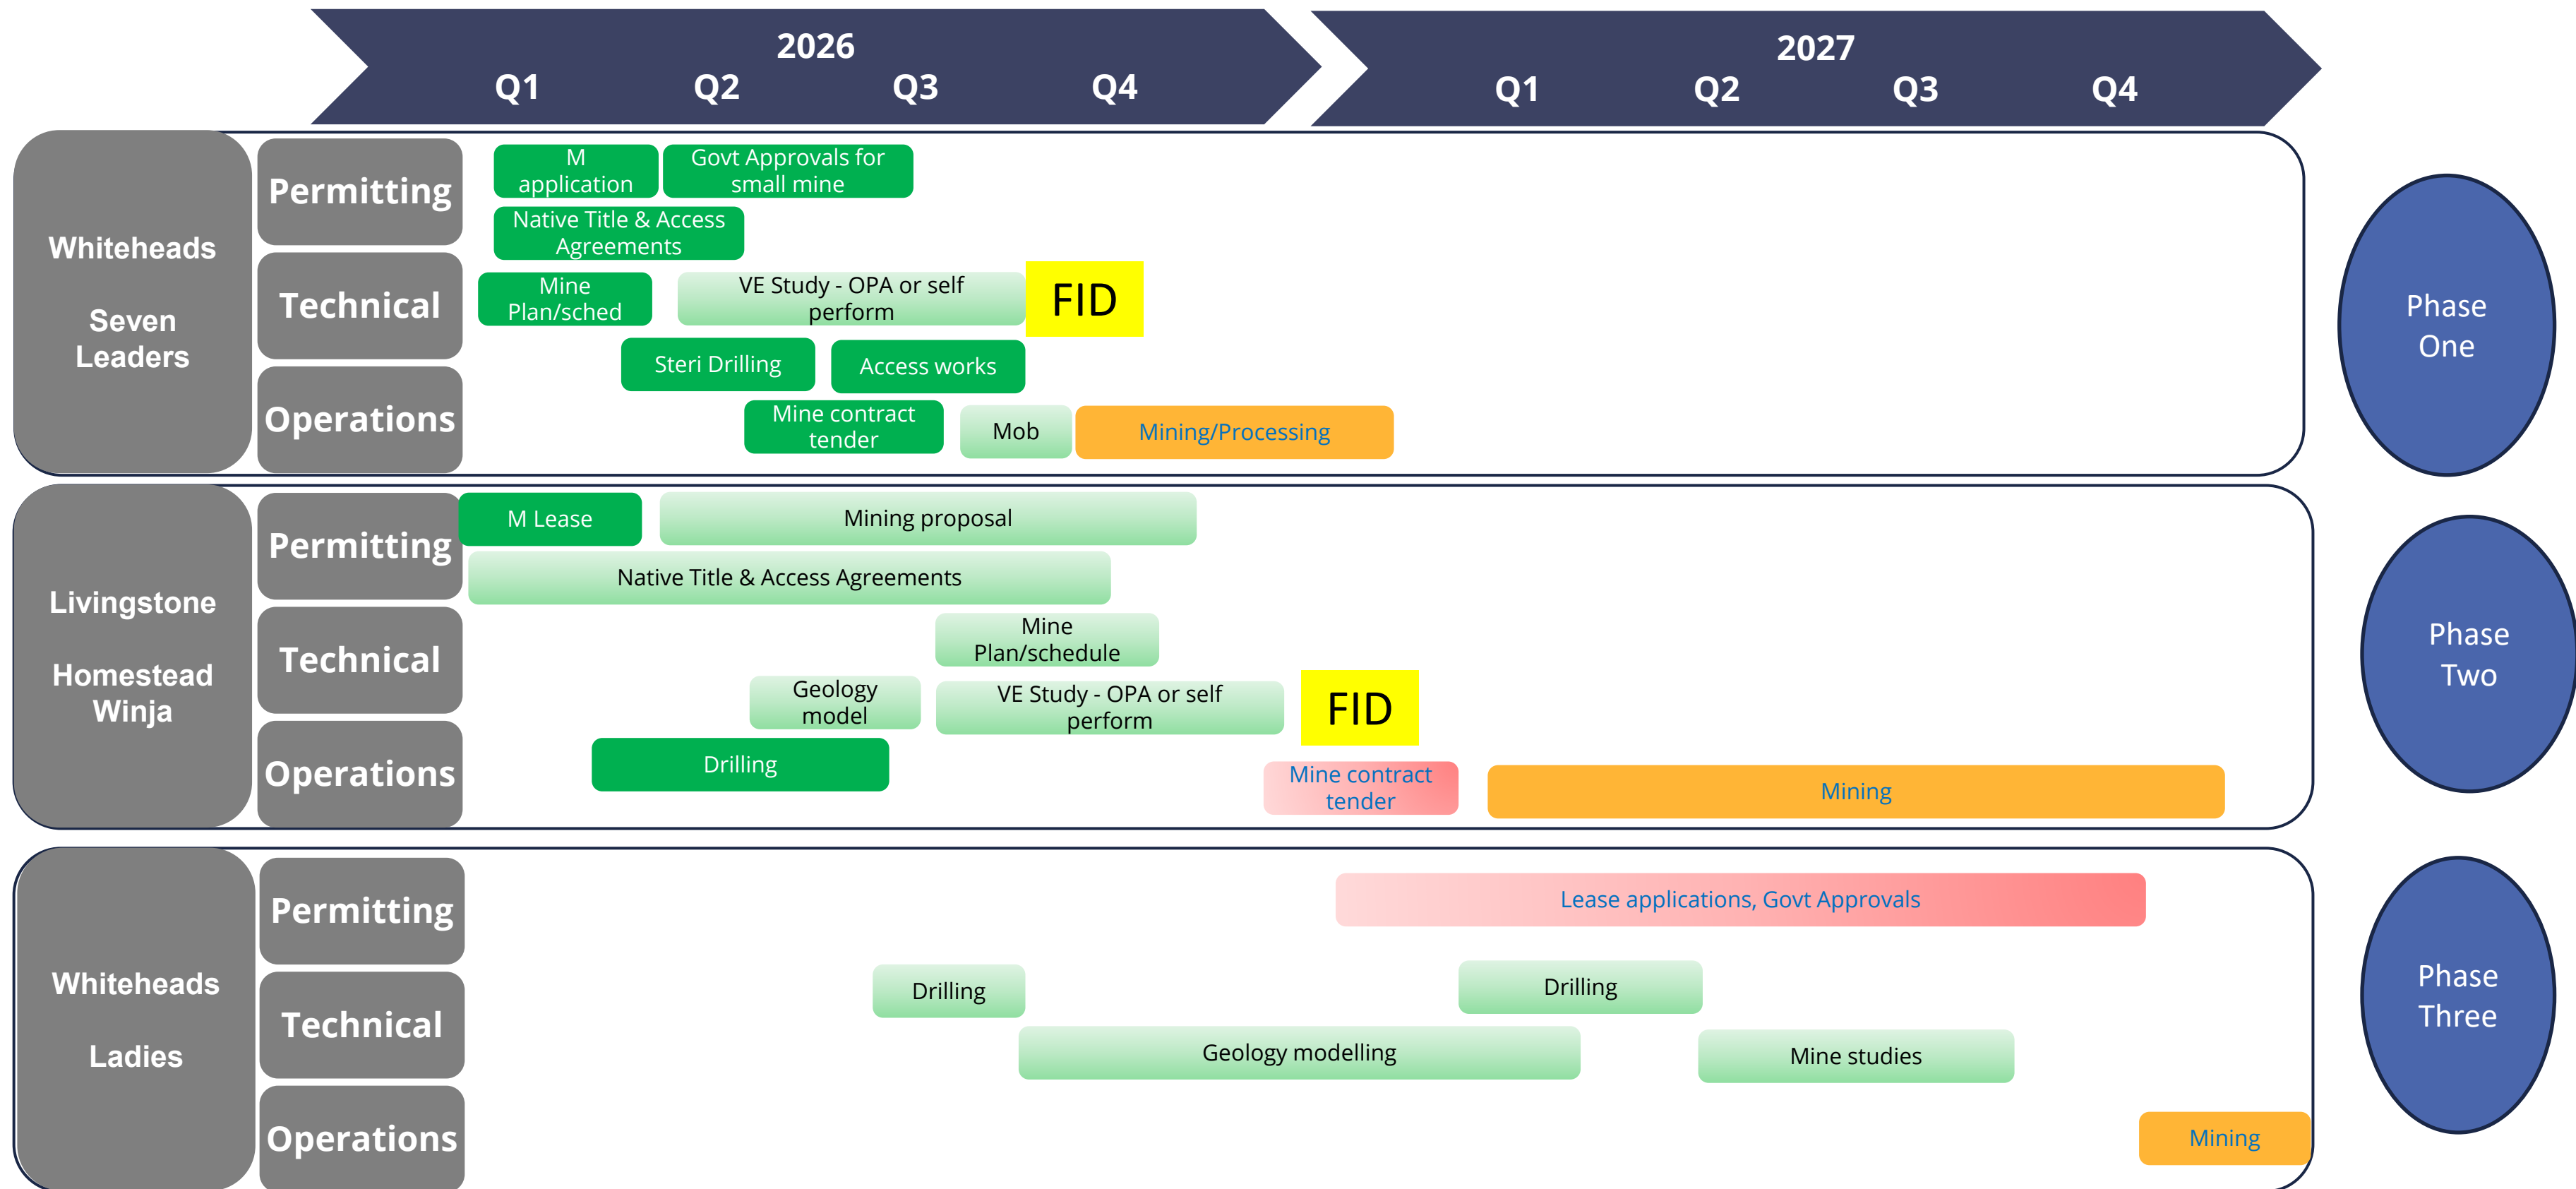 2026
Q1 Q2 Q3 Q4
2027
Q1 Q2 Q3 Q4
Whiteheads
Seven
Leaders
Permitting
Technical
Operations
M
application
Govt Approvals for
small mine
Native Title & Access
Agreements
Mine
Plan/sched
VE Study - OPA or self
perform
FID
Steri Drilling
Access works
Mine contract
tender
Mob
Mining/Processing
Phase
One
Livingstone
Homestead
Winja
Permitting
Technical
Operations
M Lease
Mining proposal
Native Title & Access Agreements
Mine
Plan/schedule
Geology
model
VE Study - OPA or self
perform
FID
Drilling
Mine contract
tender
Mining
Phase
Two
Whiteheads
Ladies
Permitting
Technical
Operations
Lease applications, Govt Approvals
Drilling
Drilling
Geology modelling
Mine studies
Mining
Phase
Three